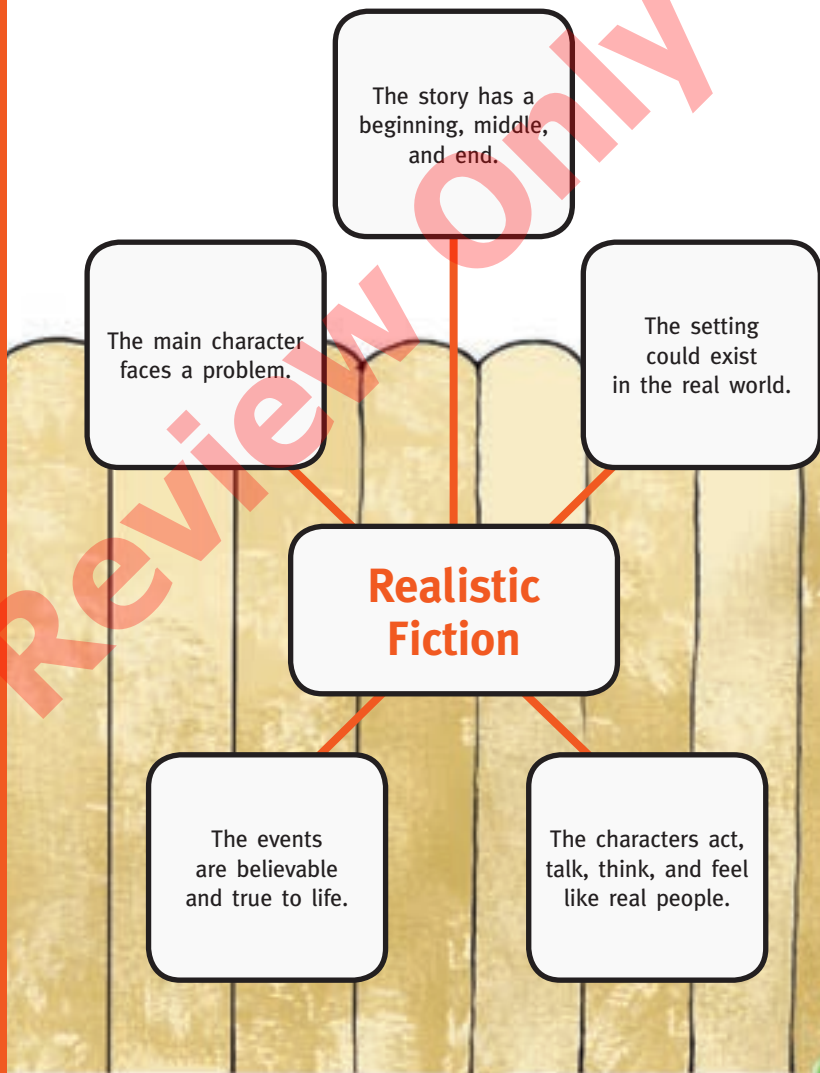 The story has a
beginning, middle,
and end.
The main character
faces a problem.
The setting
could exist
in the real world.
Realistic
Fiction
The events
are believable
and true to life.
The characters act,
talk, think, and feel
like real people.
Review Only